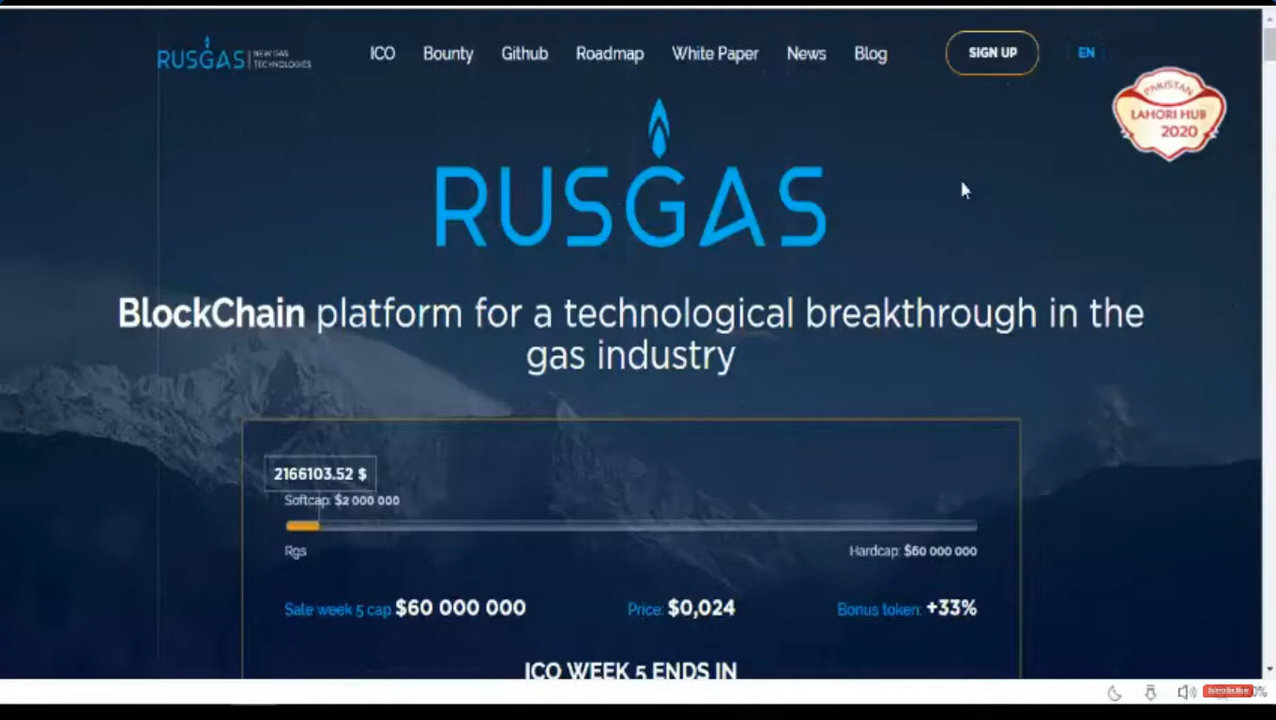 RUSGAS | NEW GAS TECHNOLOGIES
ICO Bounty Github Roadmap White Paper News Blog SIGN UP EN
PAKISTAN
LAHORI HUB
2020
RUSGAS
BlockChain platform for a technological breakthrough in the
gas industry
2166103.52 $
Softcap: $2 000 000
Rgs Hardcap: $60 000 000
Sale week 5 cap $60 000 000 Price: $0,024 Bonus token: +33%
ICO WEEK 5 ENDS IN